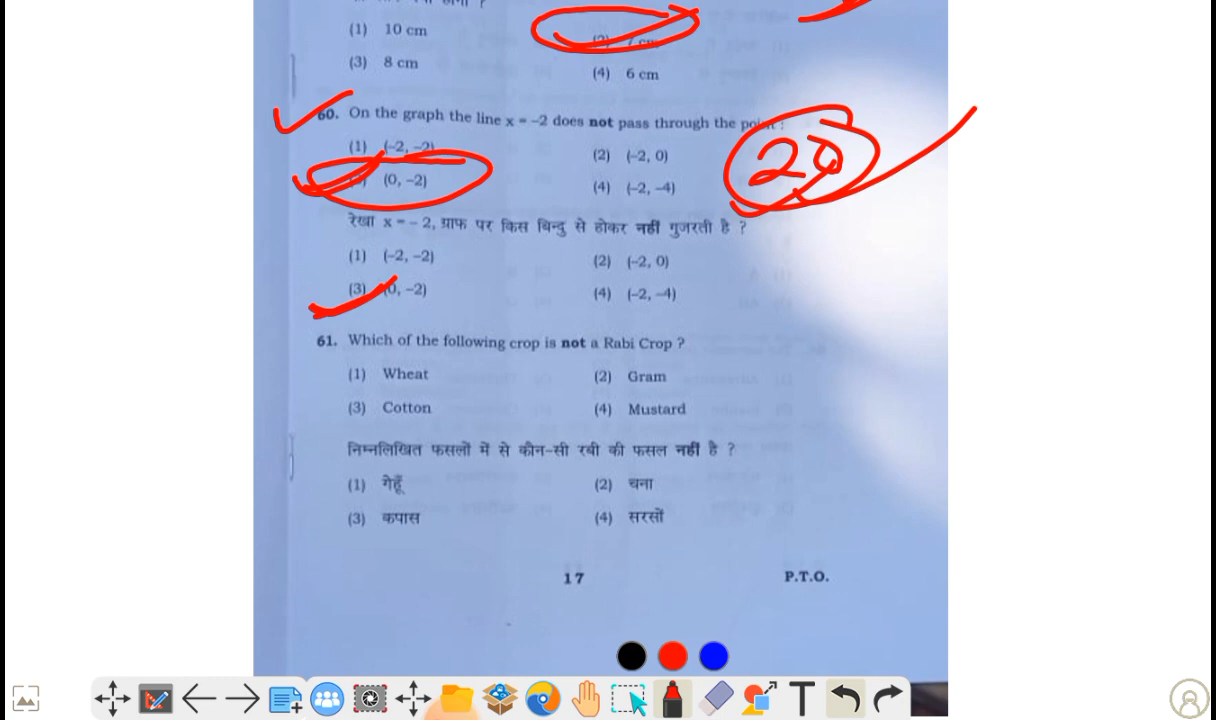 (1) 10 cm
(2) 7 cm
(3) 8 cm
(4) 6 cm
60. On the graph the line x = –2 does not pass through the point :
(1) (–2, –2)
(2) (–2, 0)
(0, –2)
(4) (–2, –4)
20
रेखा x = – 2, ग्राफ पर किस बिन्दु से होकर नहीं गुजरती है ?
(1) (–2, –2)
(2) (–2, 0)
(3) (0, –2)
(4) (–2, –4)
61. Which of the following crop is not a Rabi Crop ?
(1) Wheat
(2) Gram
(3) Cotton
(4) Mustard
निम्नलिखित फसलों में से कौन-सी रबी की फसल नहीं है ?
(1) गेहूँ
(2) चना
(3) कपास
(4) सरसों
17
P.T.O.
T